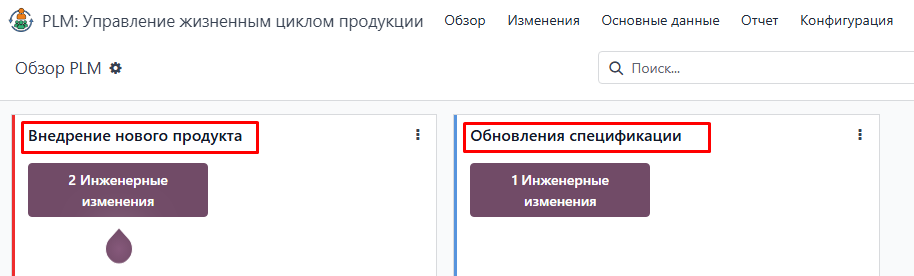 PLM: Управление жизненным циклом продукции Обзор Изменения Основные данные Отчет Конфигурация
Обзор PLM Поиск...
Внедрение нового продукта Обновления спецификации
2 Инженерные 1 Инженерные
изменения изменения